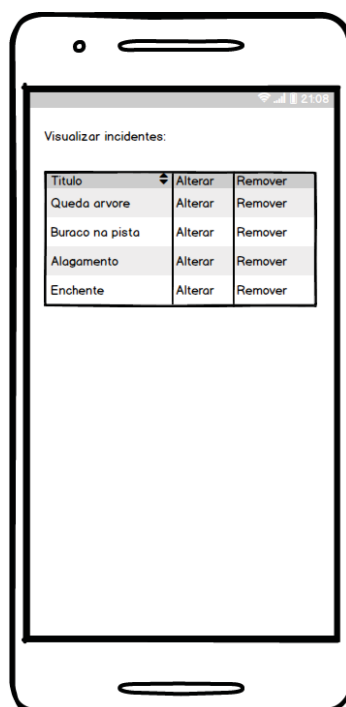 21:08
Visualizar incidentes:
Titulo Alterar Remover
Queda arvore Alterar Remover
Buraco na pista Alterar Remover
Alagamento Alterar Remover
Enchente Alterar Remover